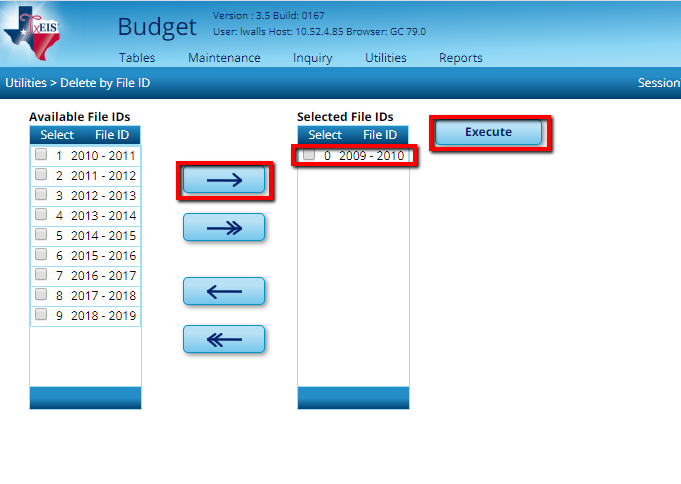 TxEIS
Budget
Version : 3.5 Build: 0167
User: lwalls Host: 10.52.4.85 Browser: GC 79.0
Tables Maintenance Inquiry Utilities Reports
Utilities > Delete by File ID Session
Available File IDs Selected File IDs
Select File ID Select File ID Execute
1 2010 - 2011 0 2009 - 2010
2 2011 - 2012
3 2012 - 2013
4 2013 - 2014
5 2014 - 2015
6 2015 - 2016
7 2016 - 2017
8 2017 - 2018
9 2018 - 2019